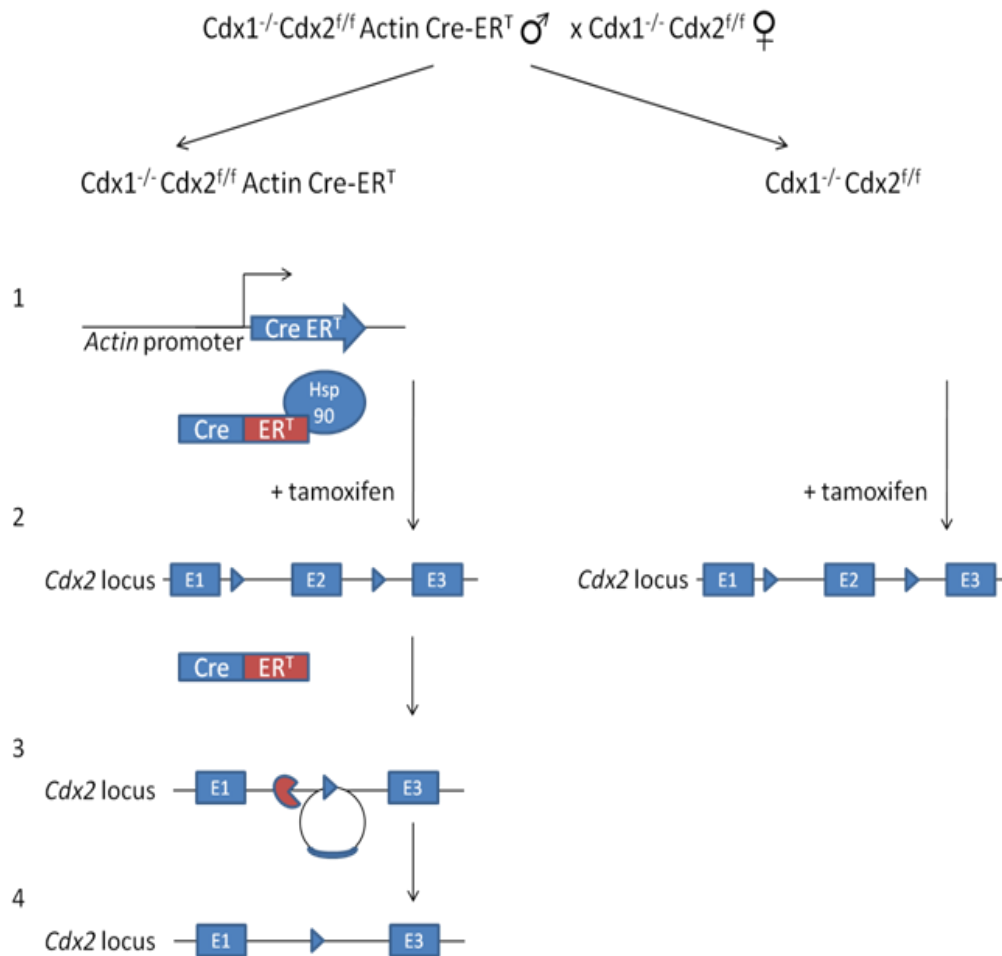 Cdx1-/- Cdx2f/f Actin Cre-ERT ♂ x Cdx1-/- Cdx2f/f ♀
Cdx1-/- Cdx2f/f Actin Cre-ERT
Cdx1-/- Cdx2f/f
1
Cre ERT
Actin promoter
Hsp
90
Cre ERT
+ tamoxifen
+ tamoxifen
2
Cdx2 locus E1 E2 E3
Cdx2 locus E1 E2 E3
Cre ERT
3
Cdx2 locus E1 E3
4
Cdx2 locus E1 E3